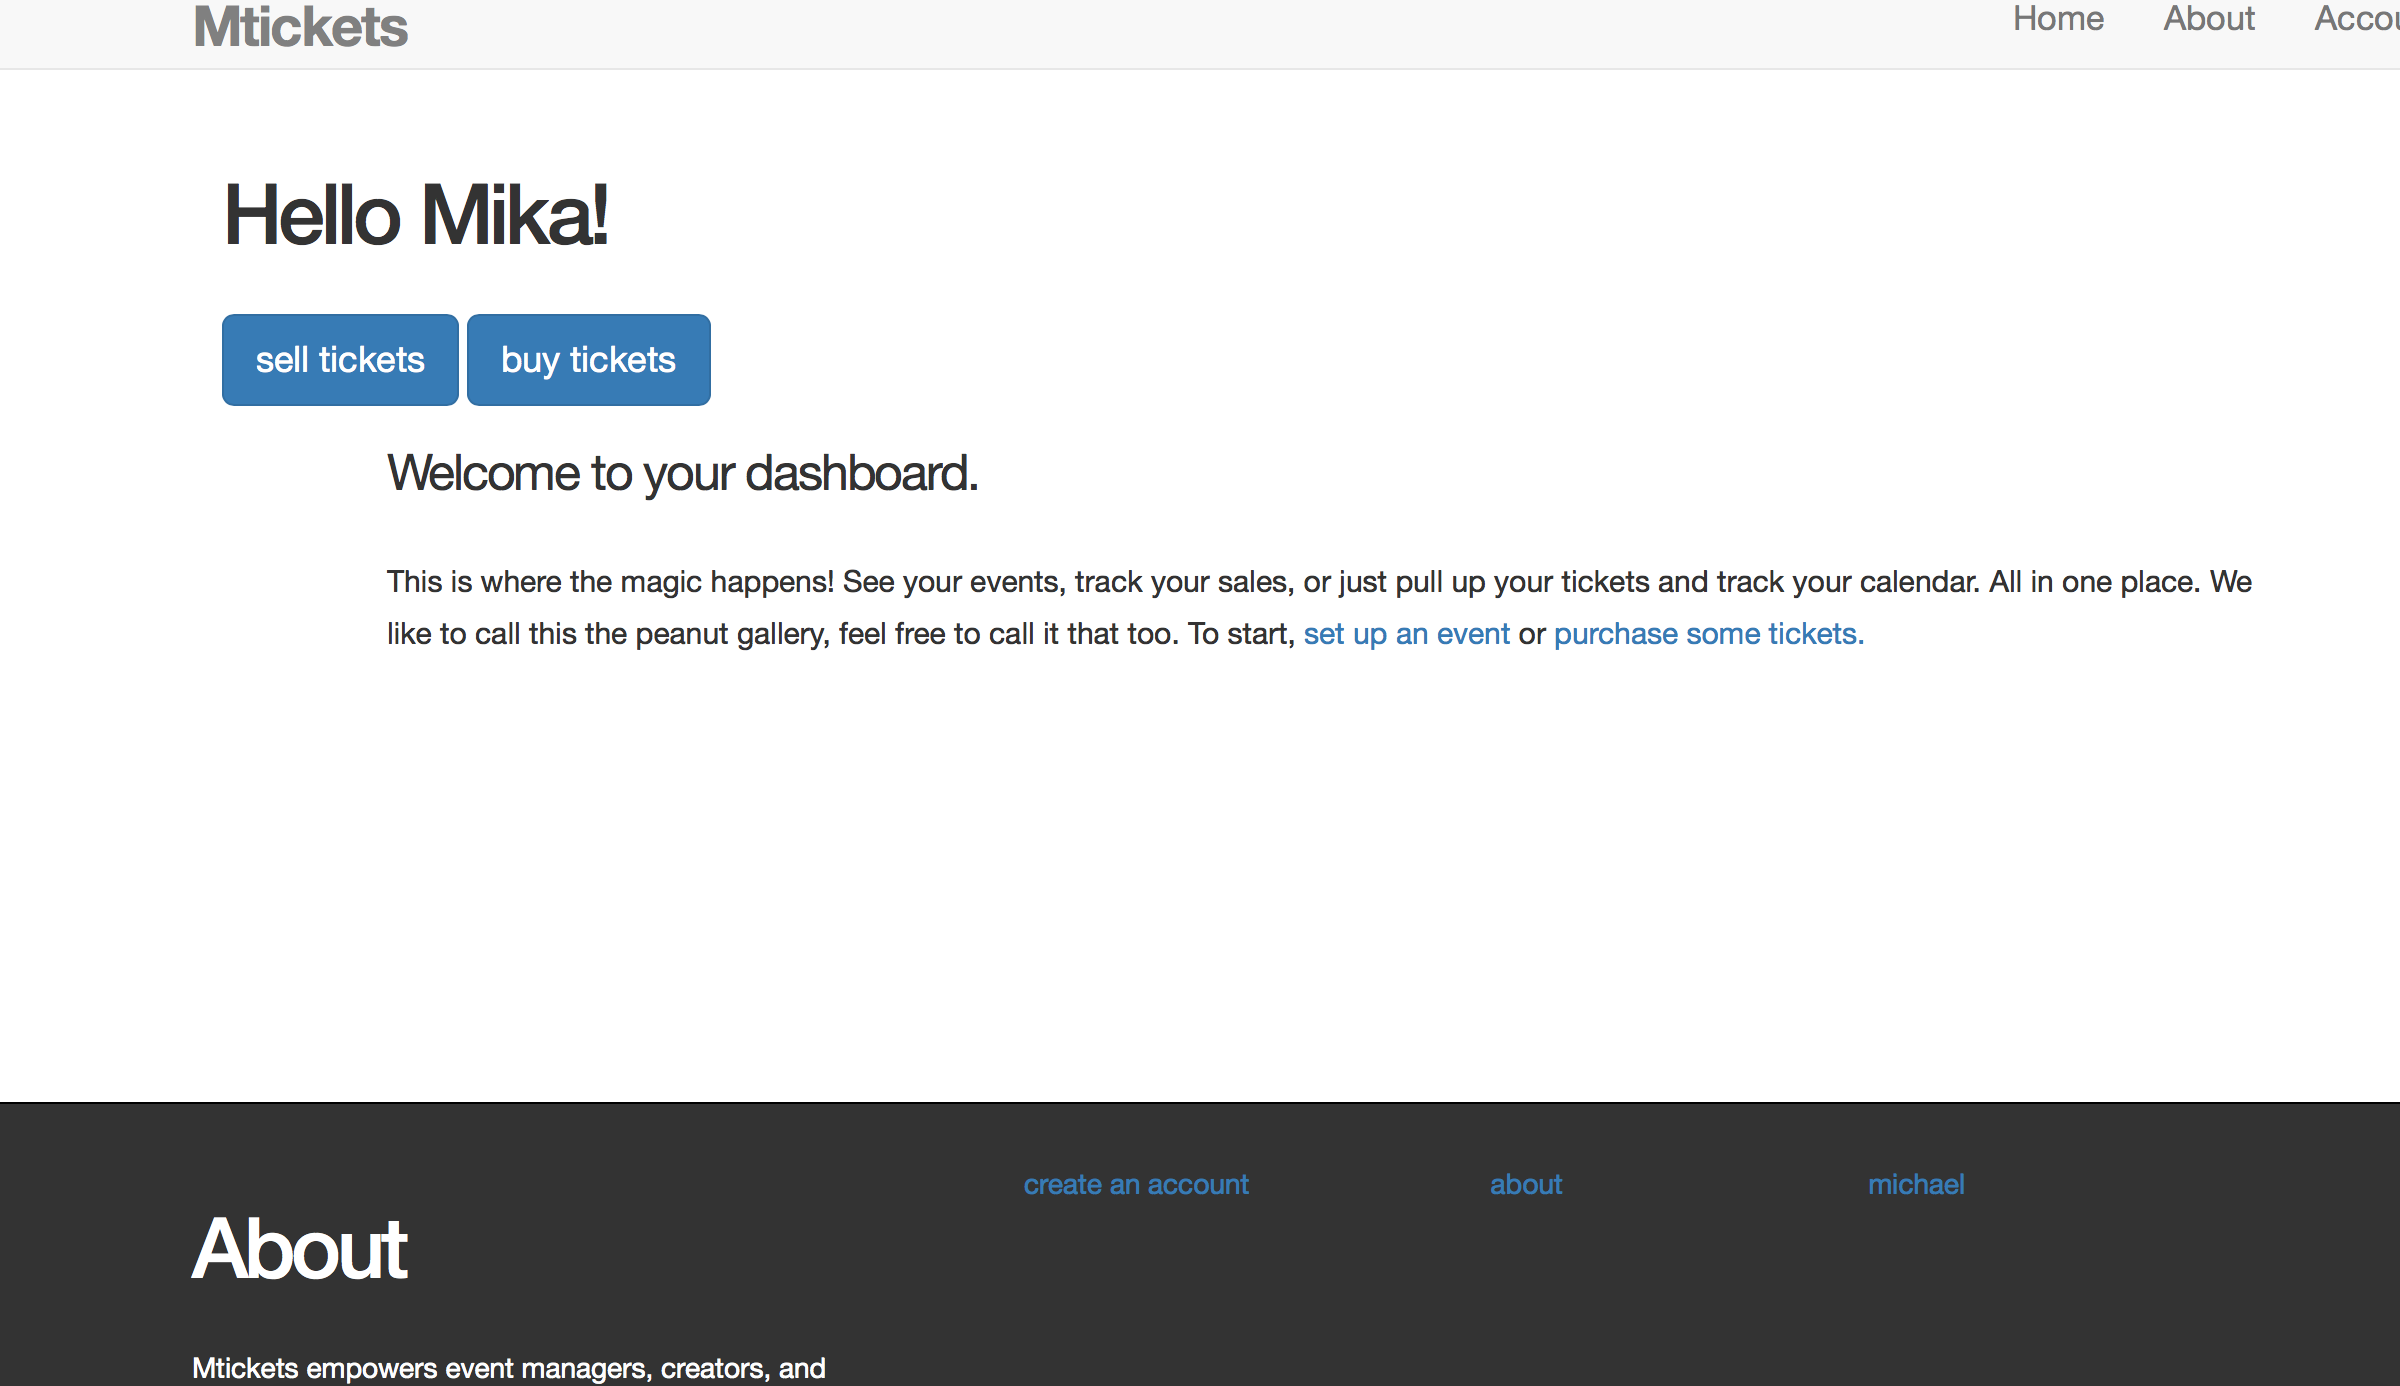 Mtickets
Home About Accou
Hello Mika!
sell tickets buy tickets
Welcome to your dashboard.
This is where the magic happens! See your events, track your sales, or just pull up your tickets and track your calendar. All in one place. We
like to call this the peanut gallery, feel free to call it that too. To start, set up an event or purchase some tickets.
create an account about michael
About
Mtickets empowers event managers, creators, and